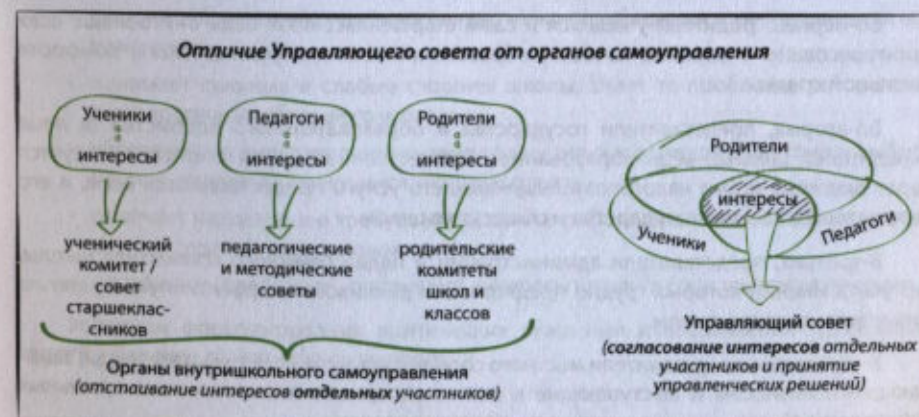 Отличие Управляющего совета от органов самоуправления
Ученики
интересы
Педагоги
интересы
Родители
интересы
ученический
комитет /
совет
старшеклас-
сников
педагогические
и методические
советы
родительские
комитеты
школ и
классов
Органы внутришкольного самоуправления
(отстаивание интересов отдельных участников)
Родители
интересы
Ученики
Педагоги
Управляющий совет
(согласование интересов отдельных
участников и принятие
управленческих решений)